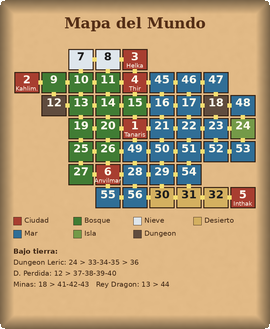 Mapa del Mundo
7 8 3
Helka
2 9 10 11 4 45 46 47
Kahlim. Thir
12 13 14 15 16 17 18 48
19 20 1 21 22 23 24
Tanaris
25 26 49 50 51 52 53
27 6 28 29 54
Anvilmar
55 56 30 31 32 5
Inthak
Ciudad Bosque Nieve Desierto
Mar Isla Dungeon
Bajo tierra:
Dungeon Leric: 24 > 33-34-35 > 36
D. Perdida: 12 > 37-38-39-40
Minas: 18 > 41-42-43 Rey Dragon: 13 > 44